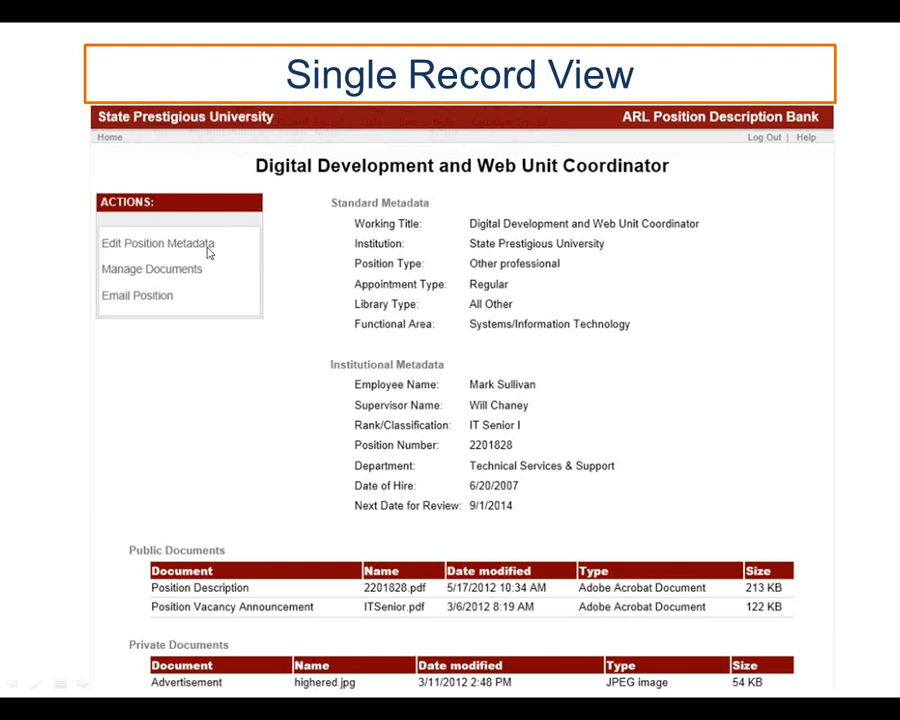 Single Record View
State Prestigious University ARL Position Description Bank
Home Log Out | Help
Digital Development and Web Unit Coordinator
ACTIONS:
Edit Position Metadata
Manage Documents
Email Position
Standard Metadata
Working Title: Digital Development and Web Unit Coordinator
Institution: State Prestigious University
Position Type: Other professional
Appointment Type: Regular
Library Type: All Other
Functional Area: Systems/Information Technology
Institutional Metadata
Employee Name: Mark Sullivan
Supervisor Name: Will Chaney
Rank/Classification: IT Senior I
Position Number: 2201828
Department: Technical Services & Support
Date of Hire: 6/20/2007
Next Date for Review: 9/1/2014
Public Documents
Document Name Date modified Type Size
Position Description 2201828.pdf 5/17/2012 10:34 AM Adobe Acrobat Document 213 KB
Position Vacancy Announcement ITSenior.pdf 3/6/2012 8:19 AM Adobe Acrobat Document 122 KB
Private Documents
Document Name Date modified Type Size
Advertisement highered.jpg 3/11/2012 2:48 PM JPEG image 54 KB